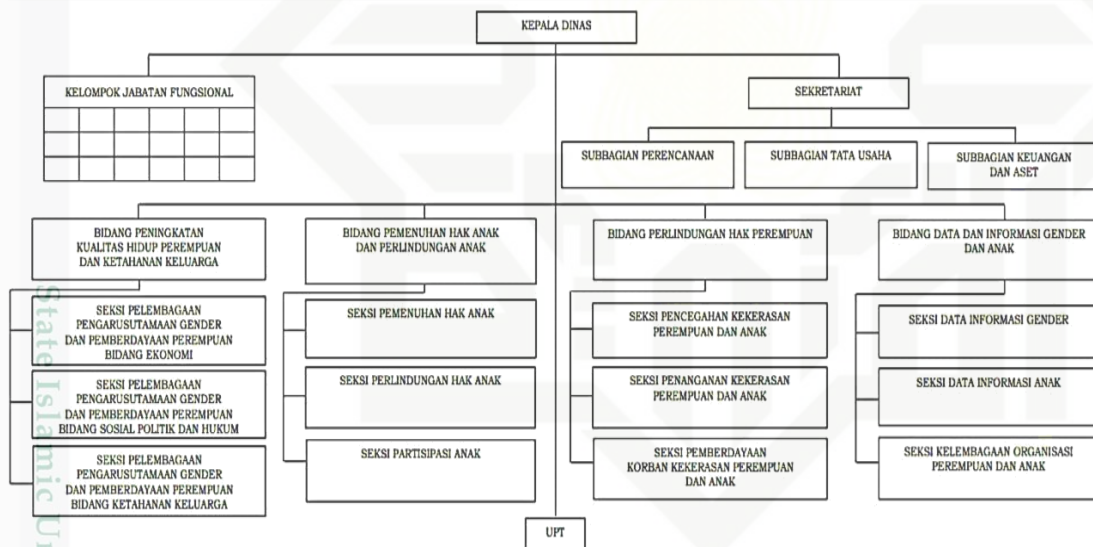 KEPALA DINAS
KELOMPOK JABATAN FUNGSIONAL
SEKRETARIAT
SUBBAGIAN PERENCANAAN
SUBBAGIAN TATA USAHA
SUBBAGIAN KEUANGAN
DAN ASET
BIDANG PENINGKATAN
KUALITAS HIDUP PEREMPUAN
DAN KETAHANAN KELUARGA
SEKSI PELEMBAGAAN
PENGARUSUTAMAAN GENDER
DAN PEMBERDAYAAN PEREMPUAN
BIDANG EKONOMI
SEKSI PELEMBAGAAN
PENGARUSUTAMAAN GENDER
DAN PEMBERDAYAAN PEREMPUAN
BIDANG SOSIAL POLITIK DAN HUKUM
SEKSI PELEMBAGAAN
PENGARUSUTAMAAN GENDER
DAN PEMBERDAYAAN PEREMPUAN
BIDANG KETAHANAN KELUARGA
BIDANG PEMENUHAN HAK ANAK
DAN PERLINDUNGAN ANAK
SEKSI PEMENUHAN HAK ANAK
SEKSI PERLINDUNGAN HAK ANAK
SEKSI PARTISIPASI ANAK
BIDANG PERLINDUNGAN HAK PEREMPUAN
SEKSI PENCEGAHAN KEKERASAN
PEREMPUAN DAN ANAK
SEKSI PENANGANAN KEKERASAN
PEREMPUAN DAN ANAK
SEKSI PEMBERDAYAAN
KORBAN KEKERASAN PEREMPUAN
DAN ANAK
BIDANG DATA DAN INFORMASI GENDER
DAN ANAK
SEKSI DATA INFORMASI GENDER
SEKSI DATA INFORMASI ANAK
SEKSI KELEMBAGAAN ORGANISASI
PEREMPUAN DAN ANAK
UPT
State Islamic Un